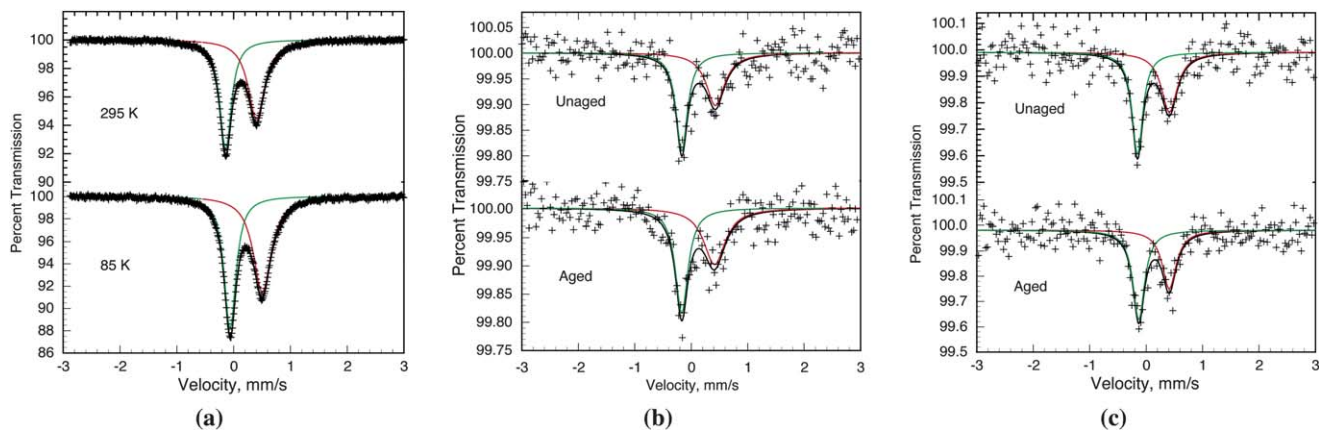 100
98
96
94
92
90
295 K
100
98
96
94
92
90
88
86
85 K
Percent Transmission
-3 -2 -1 0 1 2 3
Velocity, mm/s
(a)
100.05
100.00
99.95
99.90
99.85
99.80
99.75
Unaged
100.00
99.95
99.90
99.85
99.80
99.75
Aged
Percent Transmission
-3 -2 -1 0 1 2 3
Velocity, mm/s
(b)
100.1
100.0
99.9
99.8
99.7
99.6
99.5
Unaged
100.1
100.0
99.9
99.8
99.7
99.6
99.5
Aged
Percent Transmission
-3 -2 -1 0 1 2 3
Velocity, mm/s
(c)